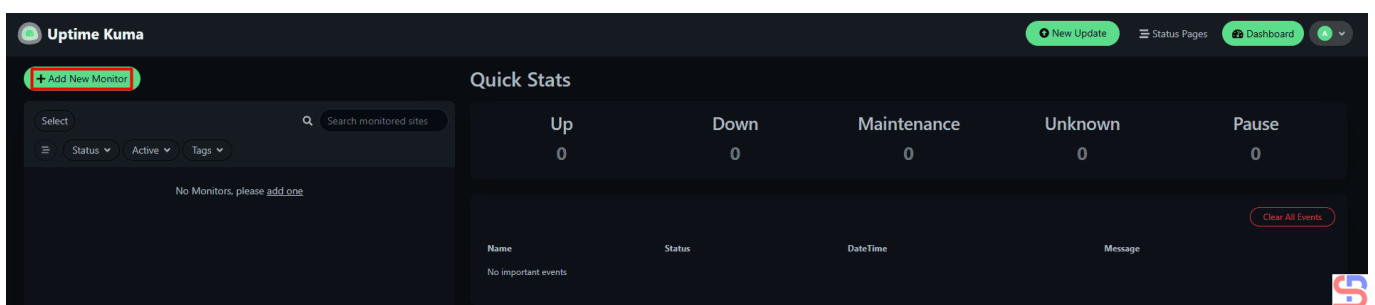 Uptime Kuma
New Update
Status Pages
Dashboard
A
+ Add New Monitor
Quick Stats
Select
Search monitored sites
Status
Active
Tags
No Monitors, please add one
Up
Down
Maintenance
Unknown
Pause
0
0
0
0
0
Clear All Events
Name
Status
DateTime
Message
No important events